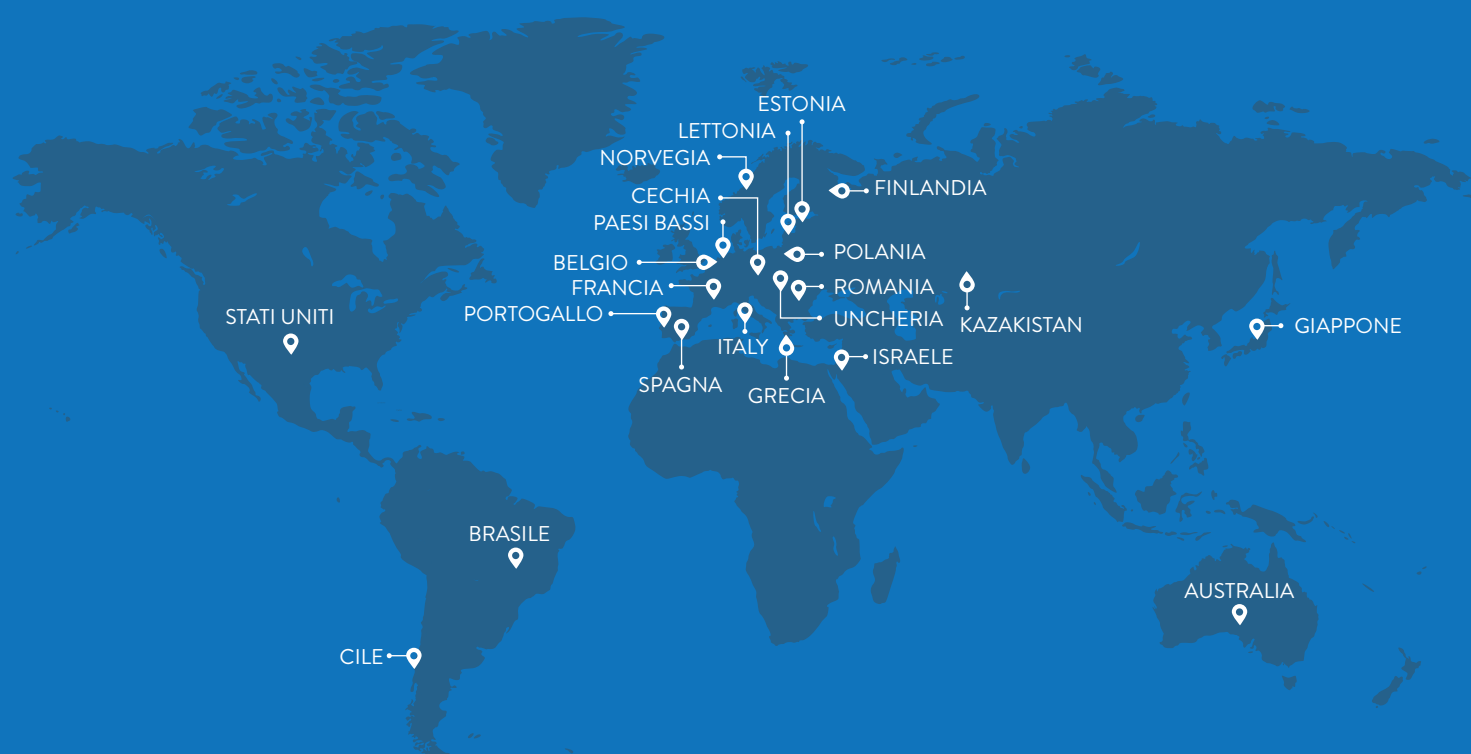 ESTONIA
LETTONIA
NORVEGIA
FINLANDIA
CECHIA
PAESI BASSI
POLANIA
BELGIO
FRANCIA
ROMANIA
PORTOGALLO
STATI UNITI
UNCHERIA
KAZAKISTAN
GIAPPONE
ITALY
ISRAELE
SPAGNA
GRECIA
BRASILE
AUSTRALIA
CILE